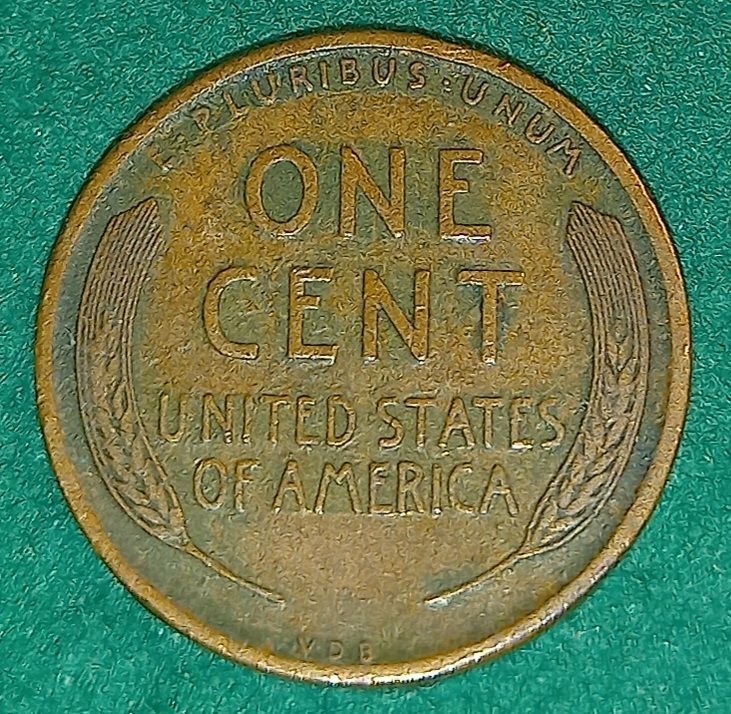 E·PLURIBUS·UNUM
ONE
CENT
UNITED STATES
OF AMERICA
VDB